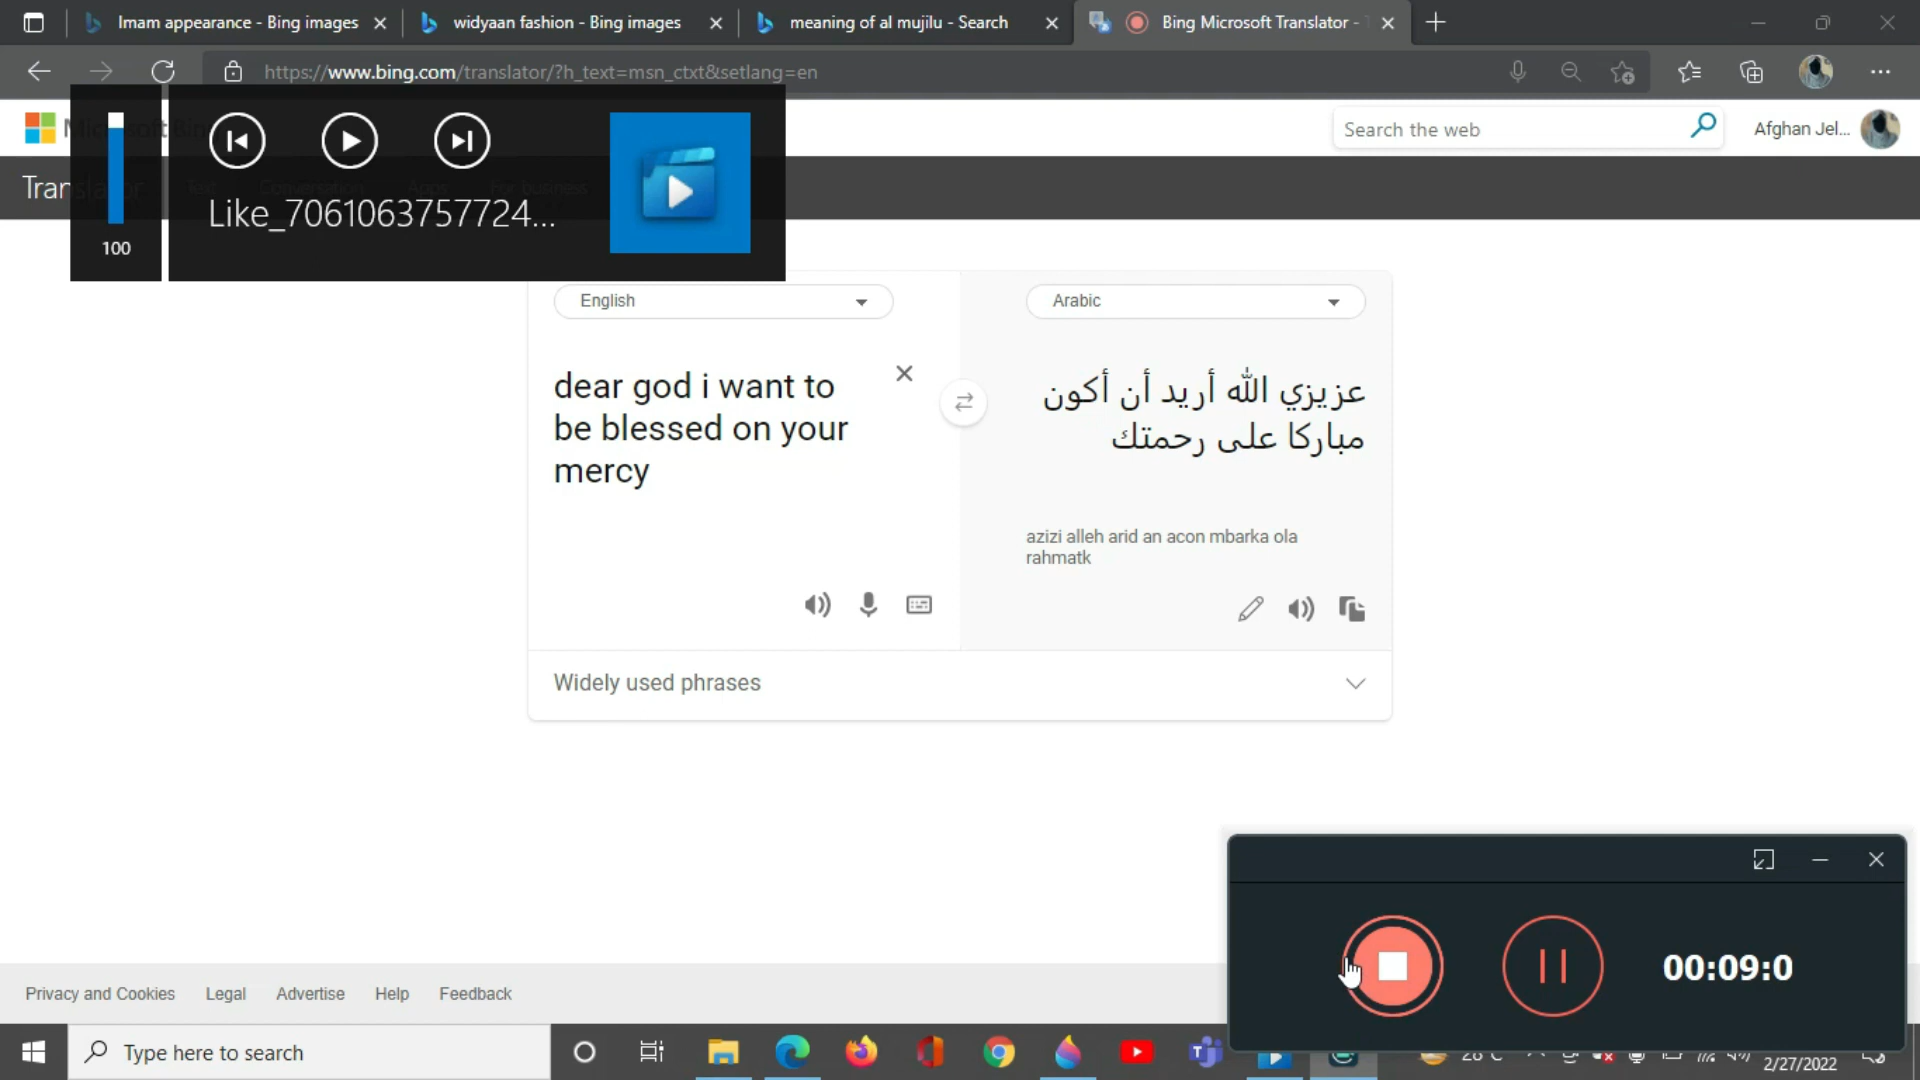 Imam appearance - Bing images
widyaan fashion - Bing images
meaning of al mujilu - Search
Bing Microsoft Translator -
https://www.bing.com/translator/?h_text=msn_ctxt&setlang=en
Search the web
Afghan Jel...
Like_7061063757724...
100
English
Arabic
dear god i want to
be blessed on your
mercy
عزيزي الله أريد أن أكون
مباركا على رحمتك
azizi alleh arid an acon mbarka ola
rahmatk
Widely used phrases
00:09:0
Privacy and Cookies
Legal
Advertise
Help
Feedback
Type here to search
2/27/2022